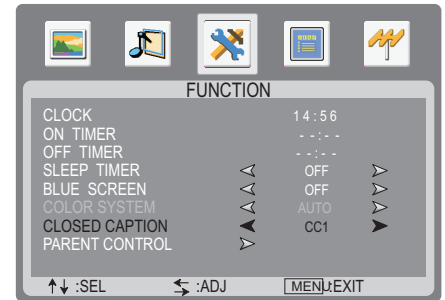 FUNCTION
CLOCK 14:56
ON TIMER --:--
OFF TIMER --:--
SLEEP TIMER OFF
BLUE SCREEN OFF
COLOR SYSTEM AUTO
CLOSED CAPTION CC1
PARENT CONTROL
:SEL :ADJ MENU:EXIT